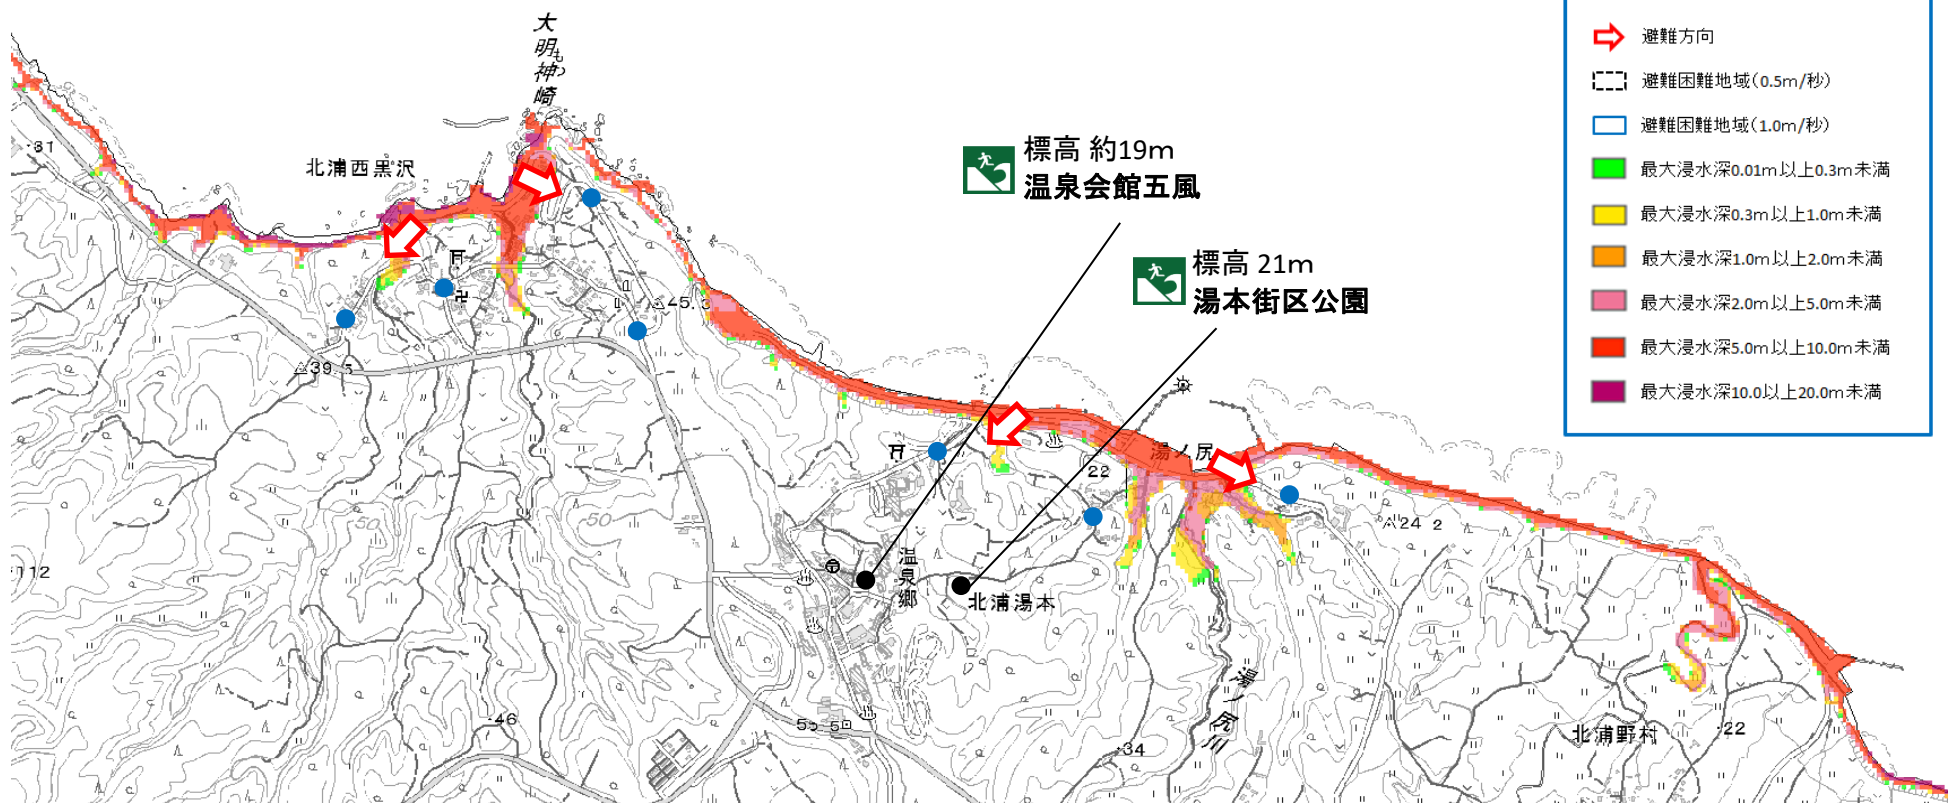 大明神崎
もつ
北浦西黒沢
・31
標高 約19m
温泉会館五風
標高 21m
湯本街区公園
避難方向
避難困難地域(0.5m/秒)
避難困難地域(1.0m/秒)
最大浸水深0.01m以上0.3m未満
最大浸水深0.3m以上1.0m未満
最大浸水深1.0m以上2.0m未満
最大浸水深2.0m以上5.0m未満
最大浸水深5.0m以上10.0m未満
最大浸水深10.0以上20.0m未満
45.3
39.5
湯ノ尻
22
50
50
24 2
・112
温泉郷
北浦湯本
湯ノ尻川
・46
55 5
・34
北浦野村
・22